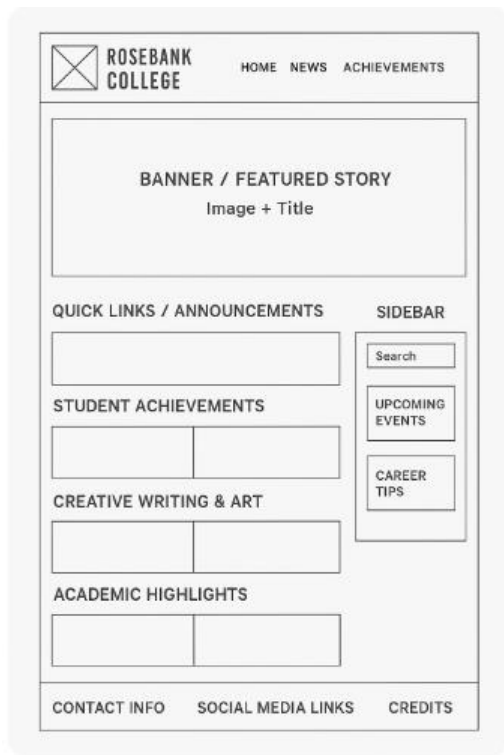 ROSEBANK
COLLEGE
HOME NEWS ACHIEVEMENTS
BANNER / FEATURED STORY
Image + Title
QUICK LINKS / ANNOUNCEMENTS
STUDENT ACHIEVEMENTS
CREATIVE WRITING & ART
ACADEMIC HIGHLIGHTS
SIDEBAR
Search
UPCOMING
EVENTS
CAREER
TIPS
CONTACT INFO SOCIAL MEDIA LINKS CREDITS